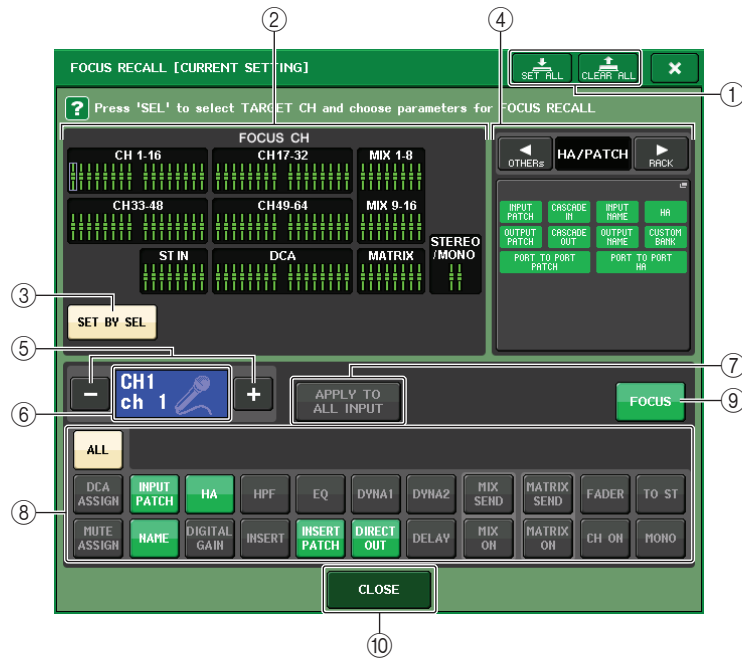 ② ④
FOCUS RECALL [CURRENT SETTING]
SET ALL CLEAR ALL ×
①
? Press 'SEL' to select TARGET CH and choose parameters for FOCUS RECALL
FOCUS CH
CH 1-16 CH17-32 MIX 1-8
CH33-48 CH49-64 MIX 9-16
ST IN DCA MATRIX STEREO /MONO
OTHERs HA/PATCH RACK
INPUT PATCH CASCADE IN INPUT NAME HA
OUTPUT PATCH CASCADE OUT OUTPUT NAME CUSTOM BANK
PORT TO PORT PATCH PORT TO PORT HA
③
SET BY SEL
⑤
⑥
− CH1 ch 1 +
⑦
APPLY TO ALL INPUT
FOCUS
⑨
ALL
⑧
DCA ASSIGN INPUT PATCH HA HPF EQ DYNA1 DYNA2 MIX SEND MATRIX SEND FADER TO ST
MUTE ASSIGN NAME DIGITAL GAIN INSERT INSERT PATCH DIRECT OUT DELAY MIX ON MATRIX ON CH ON MONO
CLOSE
⑩